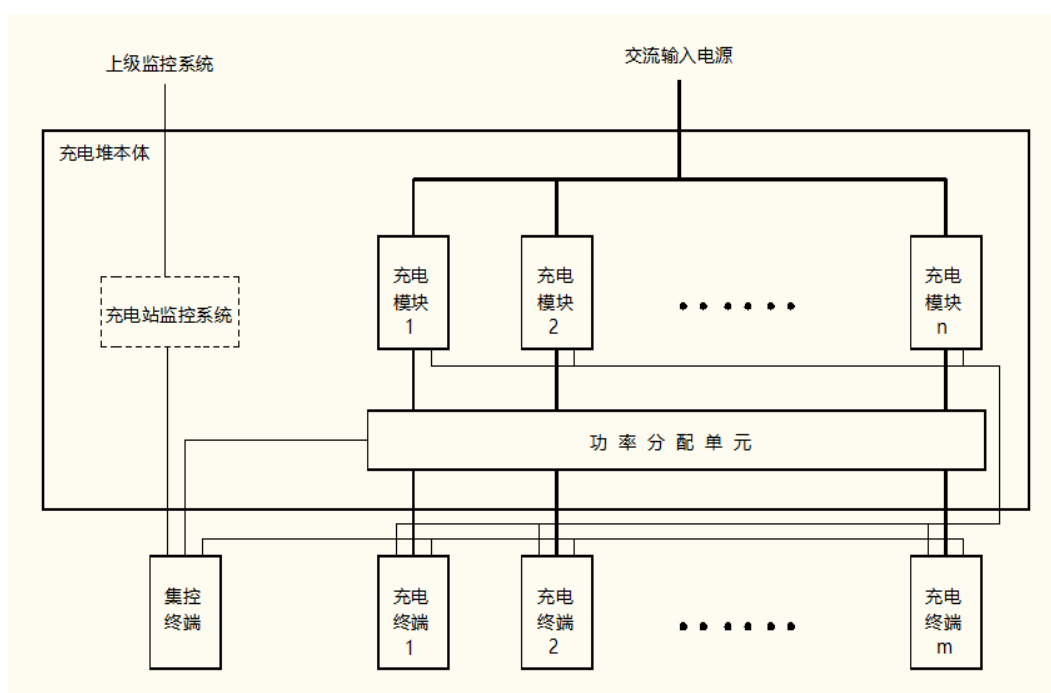 上级监控系统
交流输入电源
充电堆本体
充电
模块
1
充电
模块
2
充电
模块
n
充电站监控系统
功率分配单元
集控
终端
充电
终端
1
充电
终端
2
充电
终端
m